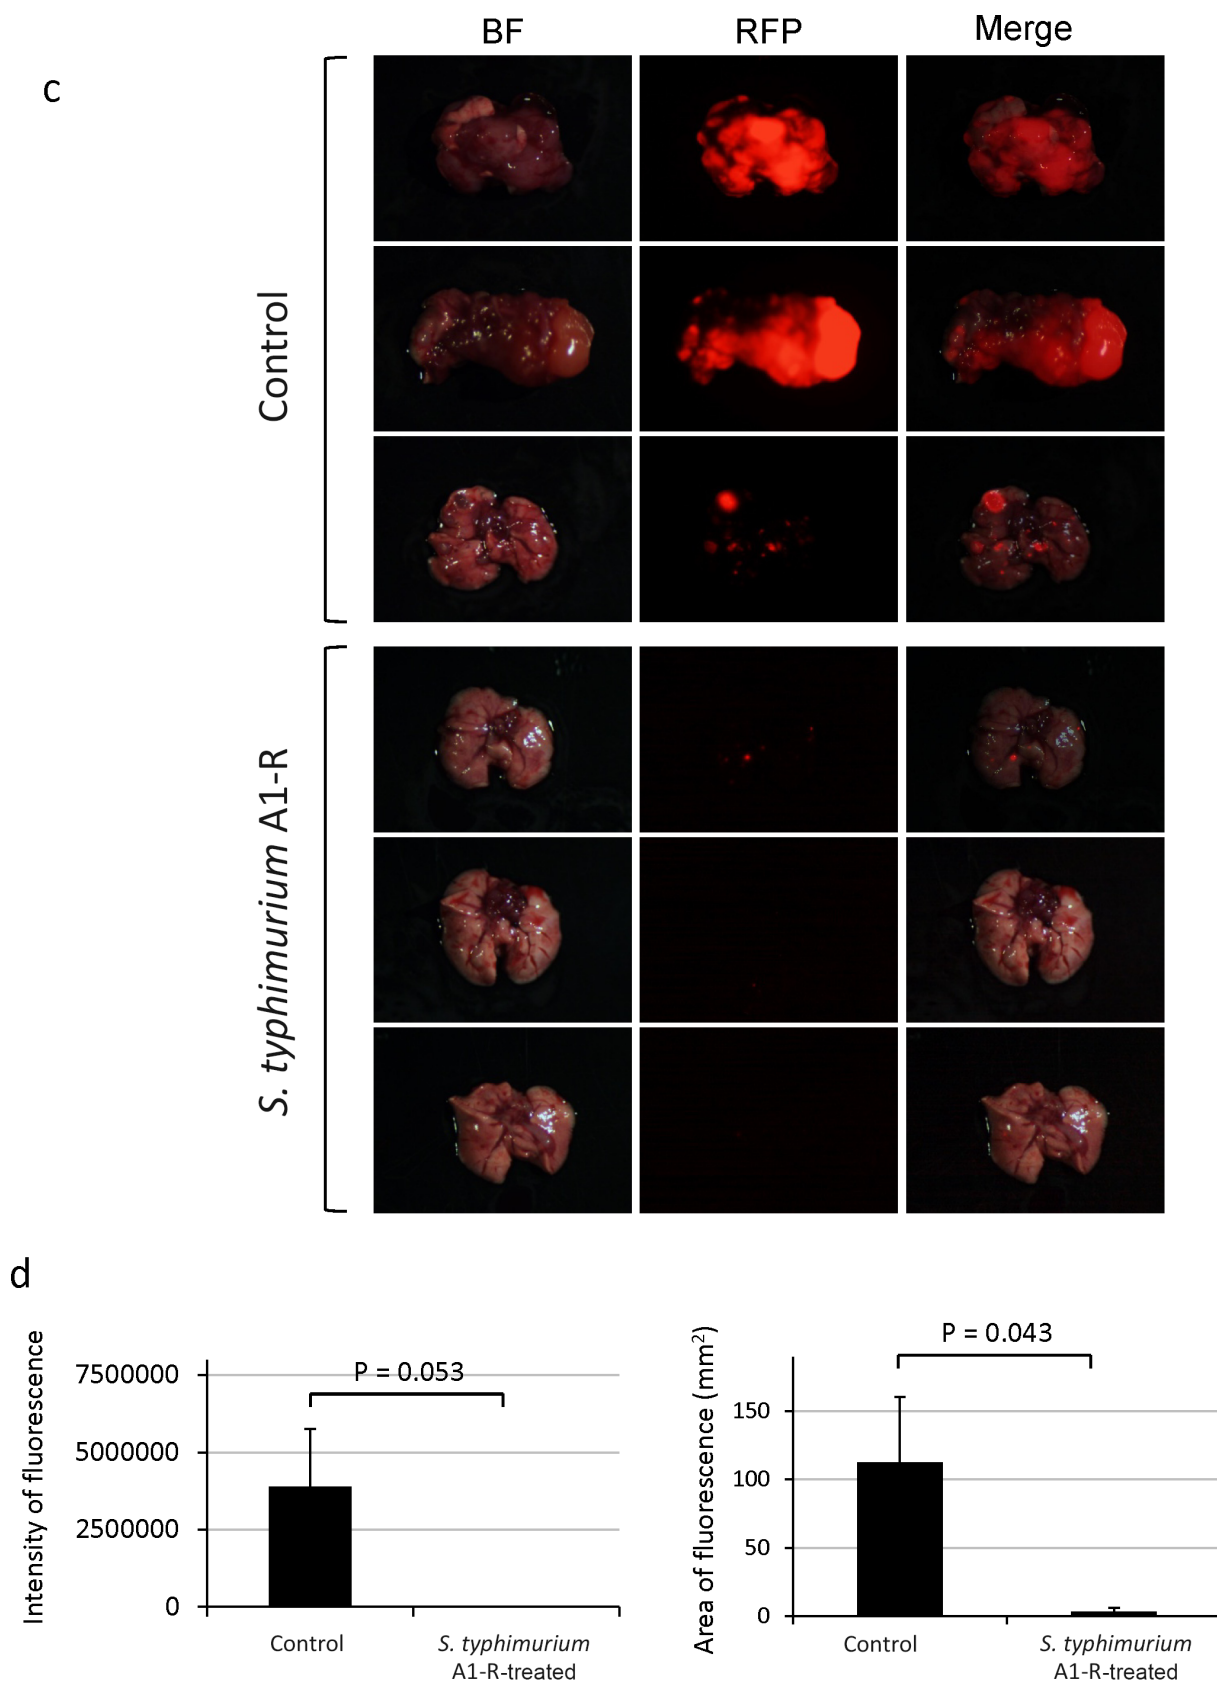 BF RFP Merge
c
Control
S. typhimurium A1-R
d
Intensity of fluorescence
7500000
5000000
2500000
0
P = 0.053
Control
S. typhimurium
A1-R-treated
Area of fluorescence (mm²)
150
100
50
0
P = 0.043
Control
S. typhimurium
A1-R-treated